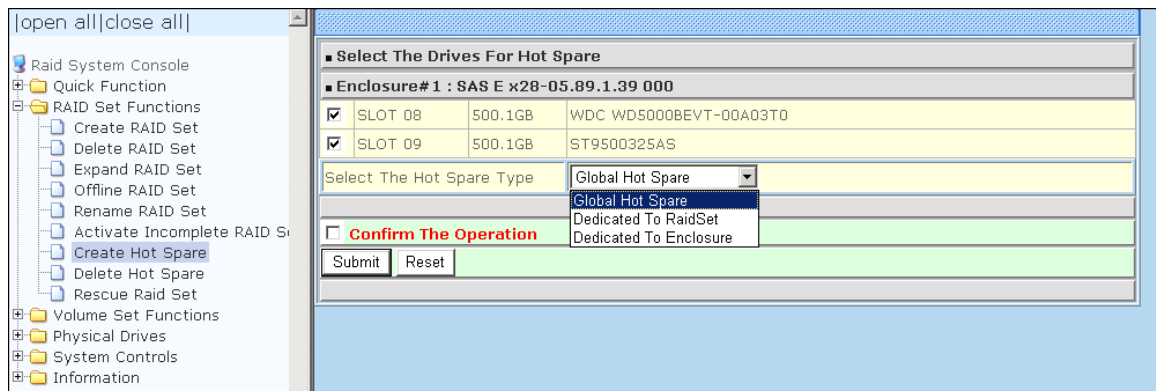 |open all|close all|
Raid System Console
Quick Function
RAID Set Functions
Create RAID Set
Delete RAID Set
Expand RAID Set
Offline RAID Set
Rename RAID Set
Activate Incomplete RAID S
Create Hot Spare
Delete Hot Spare
Rescue Raid Set
Volume Set Functions
Physical Drives
System Controls
Information
Select The Drives For Hot Spare
Enclosure#1 : SAS E x28-05.89.1.39 000
SLOT 08 500.1GB WDC WD5000BEVT-00A03T0
SLOT 09 500.1GB ST9500325AS
Select The Hot Spare Type Global Hot Spare
Global Hot Spare
Dedicated To RaidSet
Dedicated To Enclosure
Confirm The Operation
Submit Reset